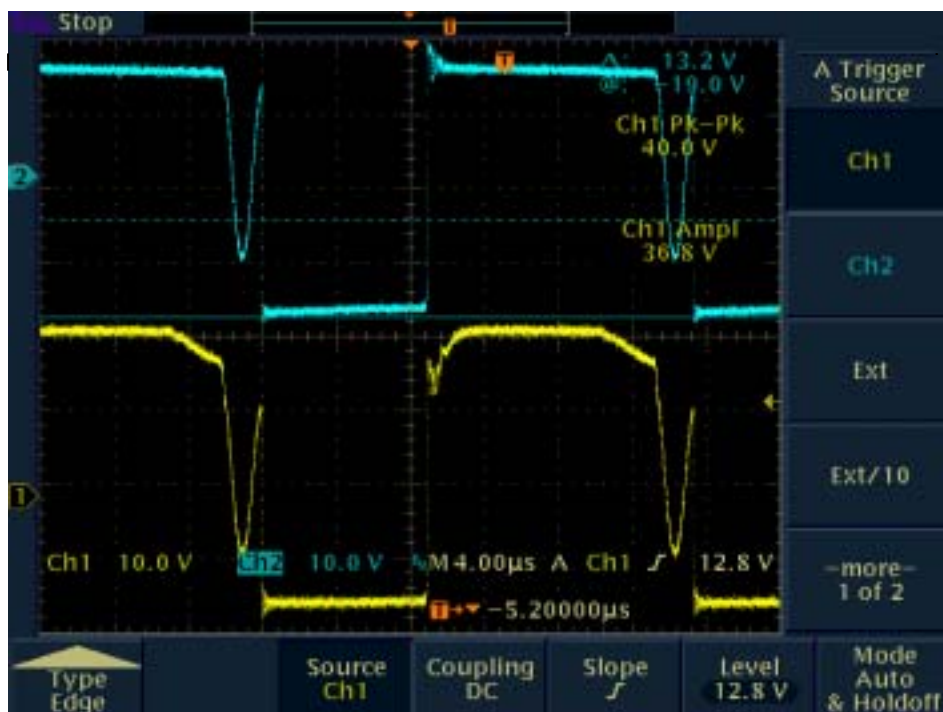 Stop
T
T
Δ: 13.2 V
@: -19.0 V
Ch1 Pk-Pk
40.0 V
Ch1 Ampl
36.8 V
2
1
Ch1 10.0 V Ch2 10.0 V M 4.00µs A Ch1 12.8 V
T -5.20000µs
A Trigger
Source
Ch1
Ch2
Ext
Ext/10
-more-
1 of 2
Type
Edge
Source
Ch1
Coupling
DC
Slope
Level
12.8 V
Mode
Auto
& Holdoff